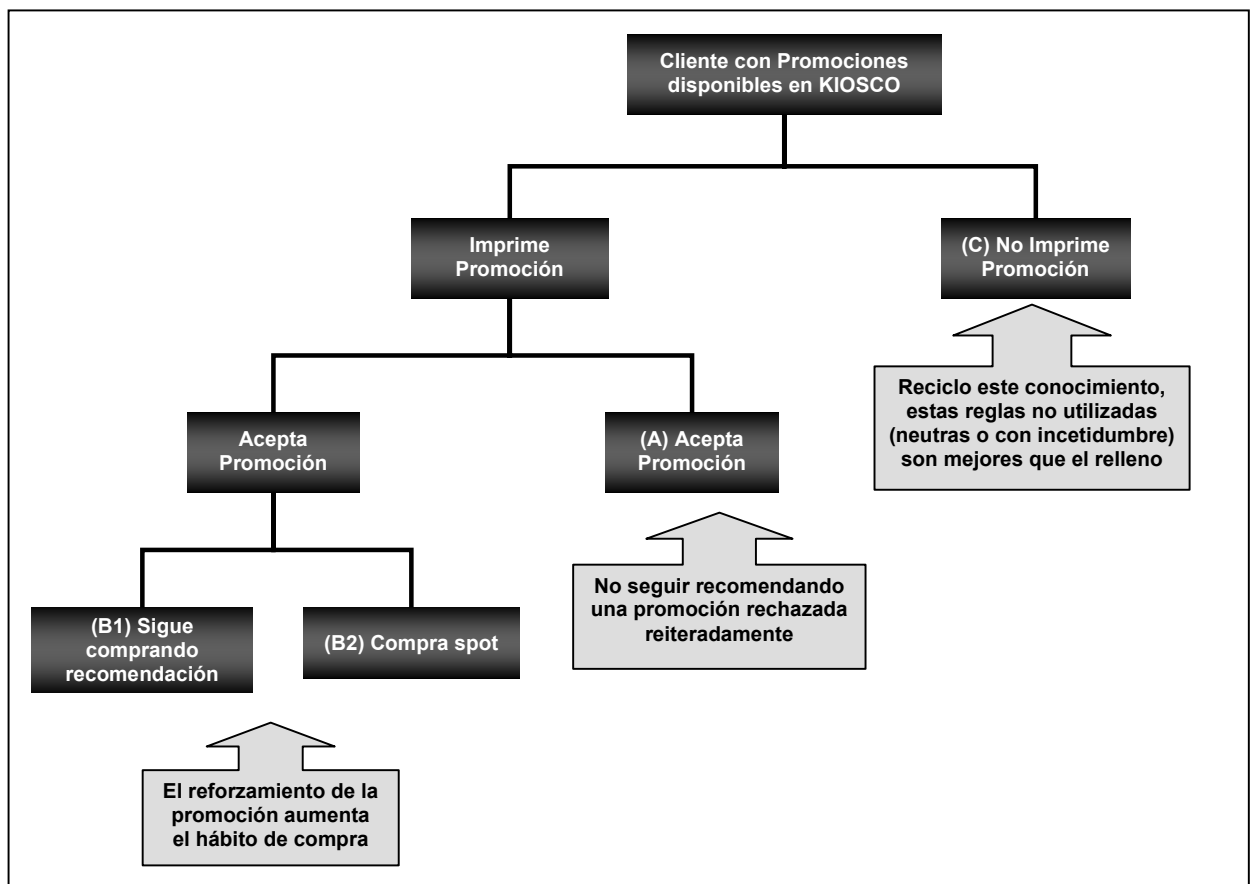 Cliente con Promociones
disponibles en KIOSCO
Imprime
Promoción
(C) No Imprime
Promoción
Reciclo este conocimiento,
estas reglas no utilizadas
(neutras o con incetidumbre)
son mejores que el relleno
Acepta
Promoción
(A) Acepta
Promoción
No seguir recomendando
una promoción rechazada
reiteradamente
(B1) Sigue
comprando
recomendación
(B2) Compra spot
El reforzamiento de la
promoción aumenta
el hábito de compra